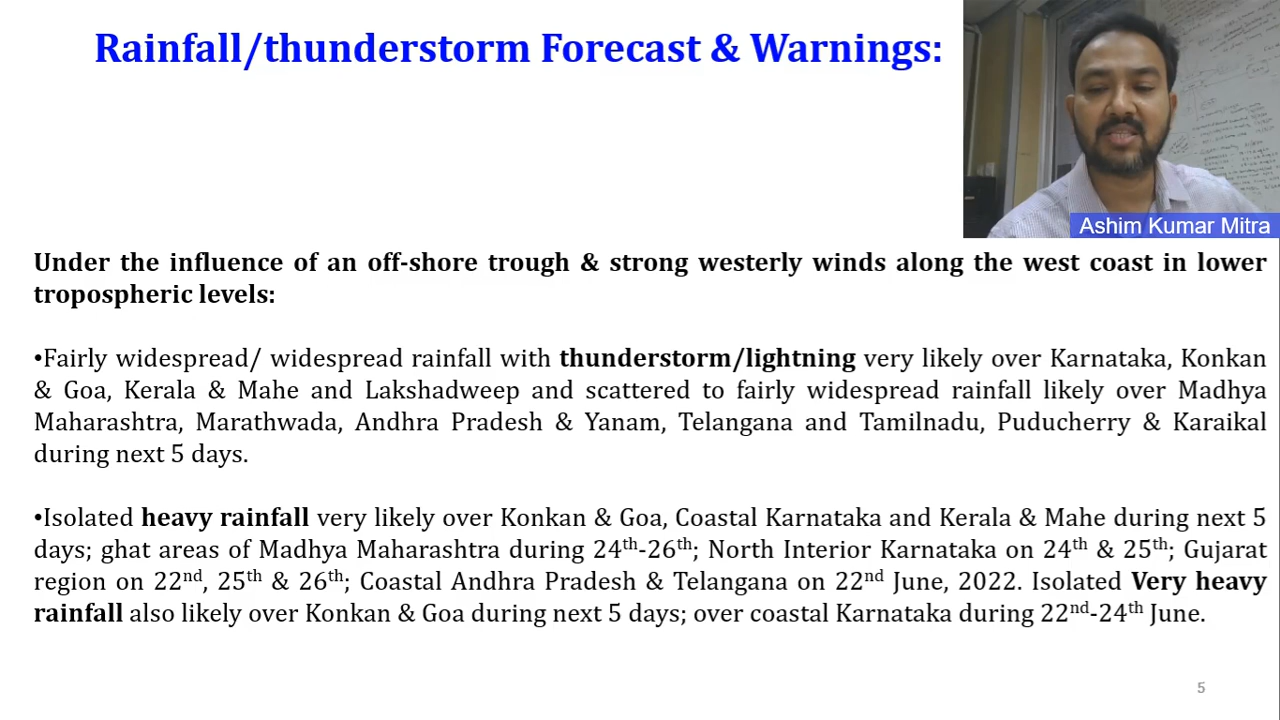 Rainfall/thunderstorm Forecast & Warnings:
Ashim Kumar Mitra
Under the influence of an off-shore trough & strong westerly winds along the west coast in lower
tropospheric levels:
•Fairly widespread/ widespread rainfall with thunderstorm/lightning very likely over Karnataka, Konkan
& Goa, Kerala & Mahe and Lakshadweep and scattered to fairly widespread rainfall likely over Madhya
Maharashtra, Marathwada, Andhra Pradesh & Yanam, Telangana and Tamilnadu, Puducherry & Karaikal
during next 5 days.
•Isolated heavy rainfall very likely over Konkan & Goa, Coastal Karnataka and Kerala & Mahe during next 5
days; ghat areas of Madhya Maharashtra during 24th-26th; North Interior Karnataka on 24th & 25th; Gujarat
region on 22nd, 25th & 26th; Coastal Andhra Pradesh & Telangana on 22nd June, 2022. Isolated Very heavy
rainfall also likely over Konkan & Goa during next 5 days; over coastal Karnataka during 22nd-24th June.
5